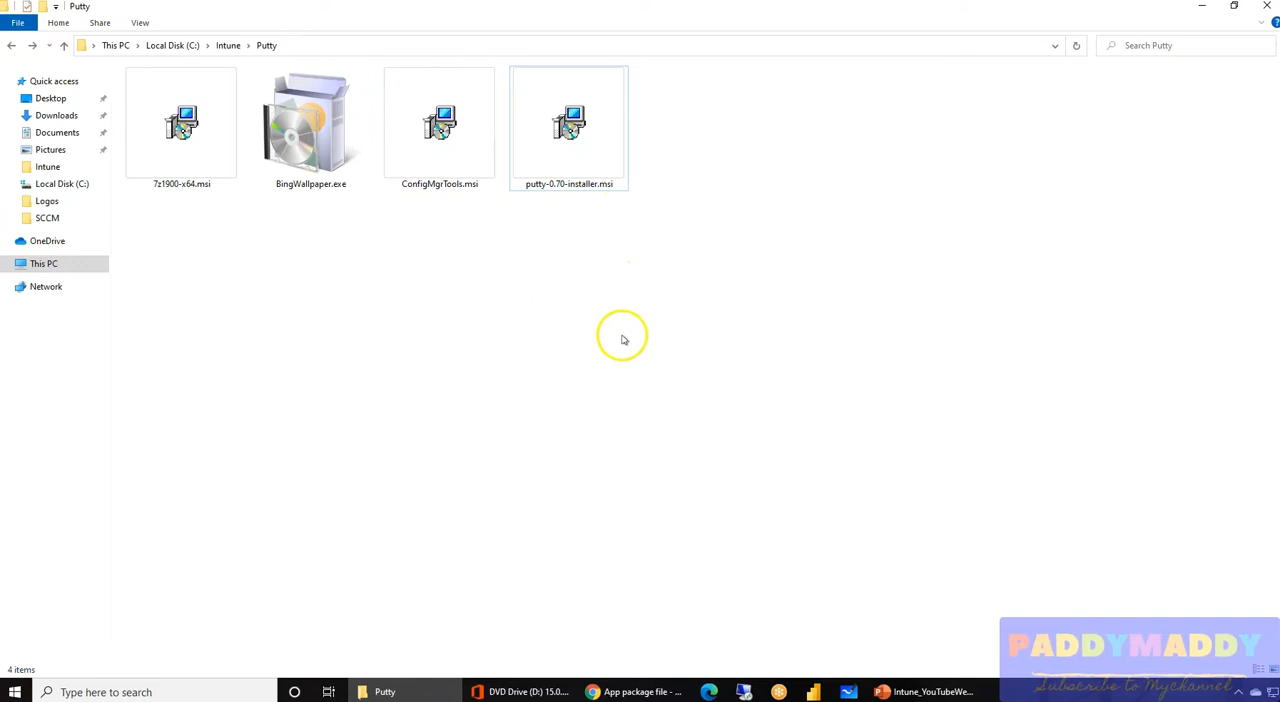 Putty
File Home Share View
This PC Local Disk (C:) Intune Putty
Search Putty
Quick access
Desktop
Downloads
Documents
Pictures
Intune
Local Disk (C:)
Logos
SCCM
OneDrive
This PC
Network
7z1900-x64.msi
BingWallpaper.exe
ConfigMgrTools.msi
putty-0.70-installer.msi
4 items
PADDYMADDY
Subscribe to Mychannel
Type here to search
Putty
DVD Drive (D:) 15.0....
App package file - ...
Intune_YouTubeWe...